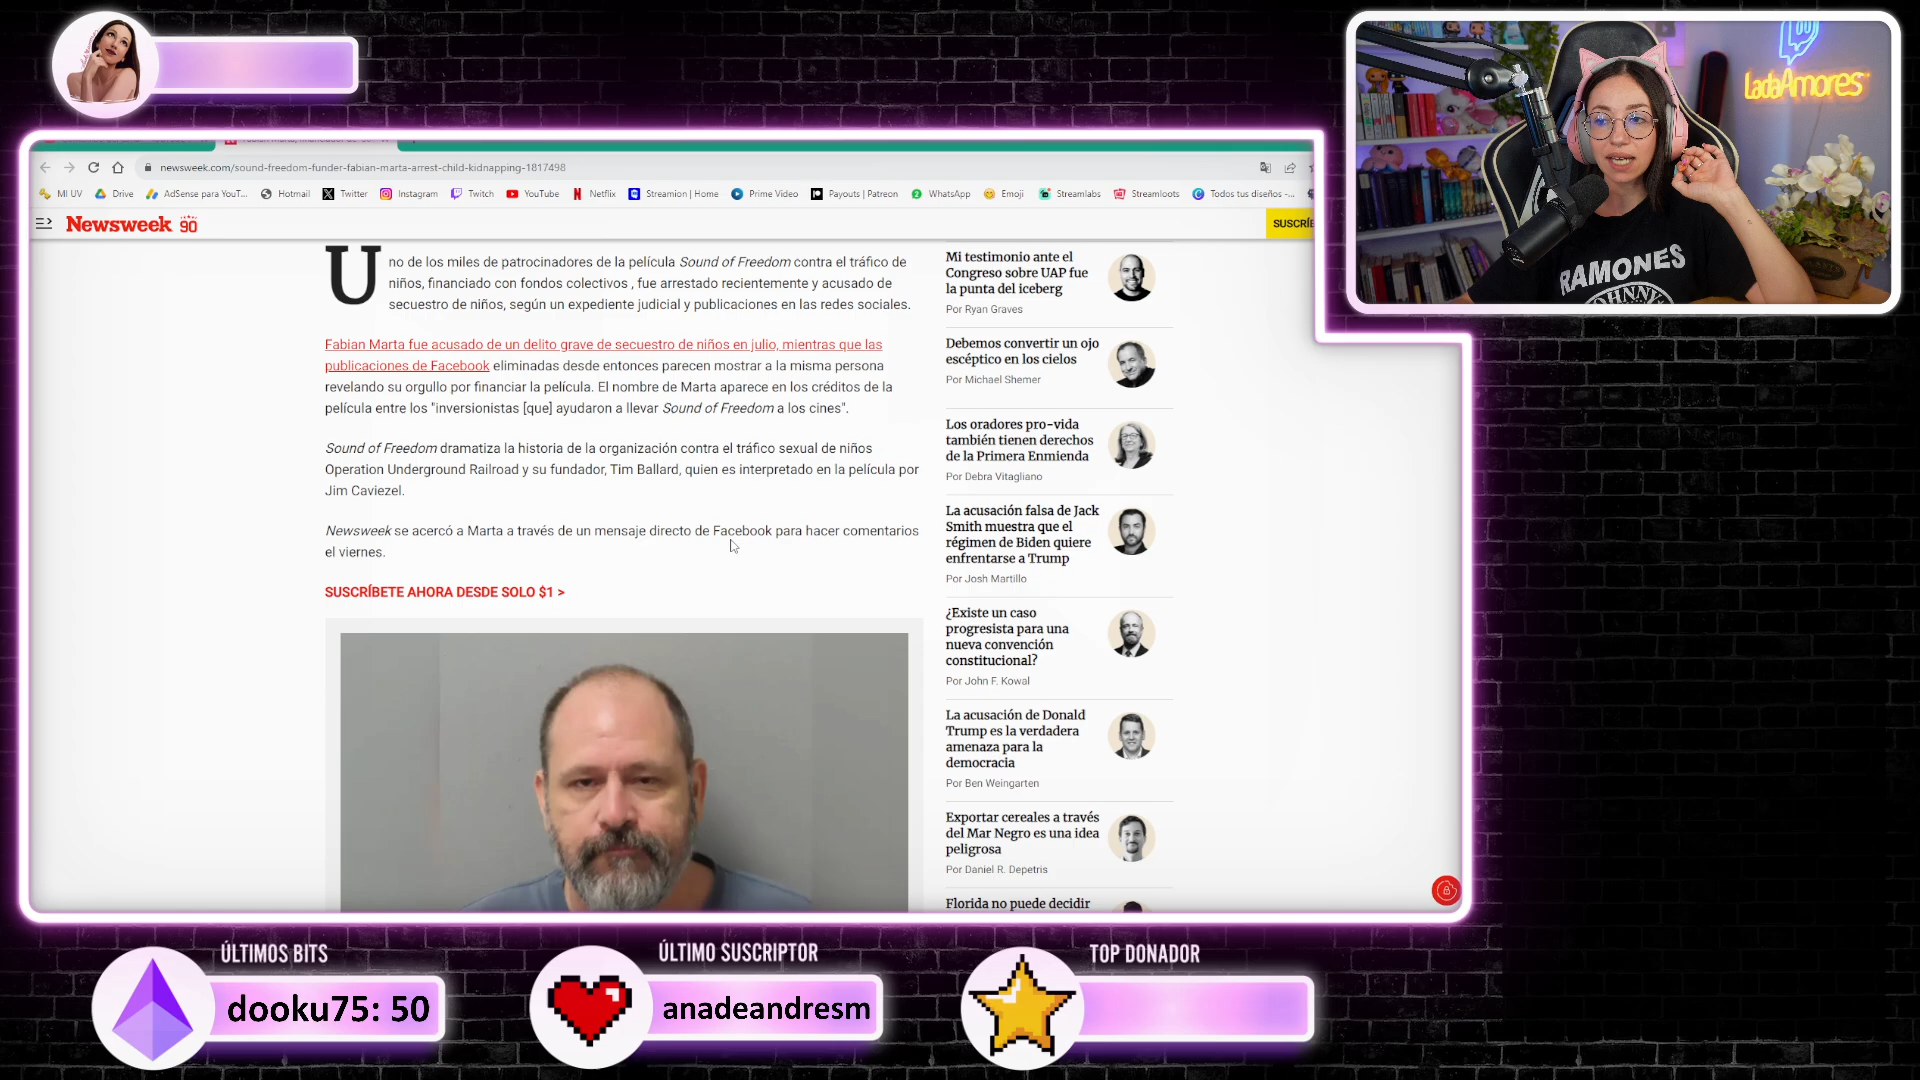 newsweek.com/sound-freedom-funder-fabian-marta-arrest-child-kidnapping-1817498
MI UV Drive AdSense para YouT... Hotmail Twitter Instagram Twitch YouTube Netflix Streamion | Home Prime Video Payouts | Patreon WhatsApp Emoji Streamlabs Streamloots Todos tus diseños -...
Newsweek 90
SUSCRÍE
Uno de los miles de patrocinadores de la película Sound of Freedom contra el tráfico de
niños, financiado con fondos colectivos , fue arrestado recientemente y acusado de
secuestro de niños, según un expediente judicial y publicaciones en las redes sociales.
Fabian Marta fue acusado de un delito grave de secuestro de niños en julio, mientras que las
publicaciones de Facebook eliminadas desde entonces parecen mostrar a la misma persona
revelando su orgullo por financiar la película. El nombre de Marta aparece en los créditos de la
película entre los "inversionistas [que] ayudaron a llevar Sound of Freedom a los cines".
Sound of Freedom dramatiza la historia de la organización contra el tráfico sexual de niños
Operation Underground Railroad y su fundador, Tim Ballard, quien es interpretado en la película por
Jim Caviezel.
Newsweek se acercó a Marta a través de un mensaje directo de Facebook para hacer comentarios
el viernes.
SUSCRÍBETE AHORA DESDE SOLO $1 >
Mi testimonio ante el
Congreso sobre UAP fue
la punta del iceberg
Por Ryan Graves
Debemos convertir un ojo
escéptico en los cielos
Por Michael Shemer
Los oradores pro-vida
también tienen derechos
de la Primera Enmienda
Por Debra Vitagliano
La acusación falsa de Jack
Smith muestra que el
régimen de Biden quiere
enfrentarse a Trump
Por Josh Martillo
¿Existe un caso
progresista para una
nueva convención
constitucional?
Por John F. Kowal
La acusación de Donald
Trump es la verdadera
amenaza para la
democracia
Por Ben Weingarten
Exportar cereales a través
del Mar Negro es una idea
peligrosa
Por Daniel R. Depetris
Florida no puede decidir
LadaAmores
RAMONES
JOHNNY
ÚLTIMOS BITS
dooku75: 50
ÚLTIMO SUSCRIPTOR
anadeandresm
TOP DONADOR